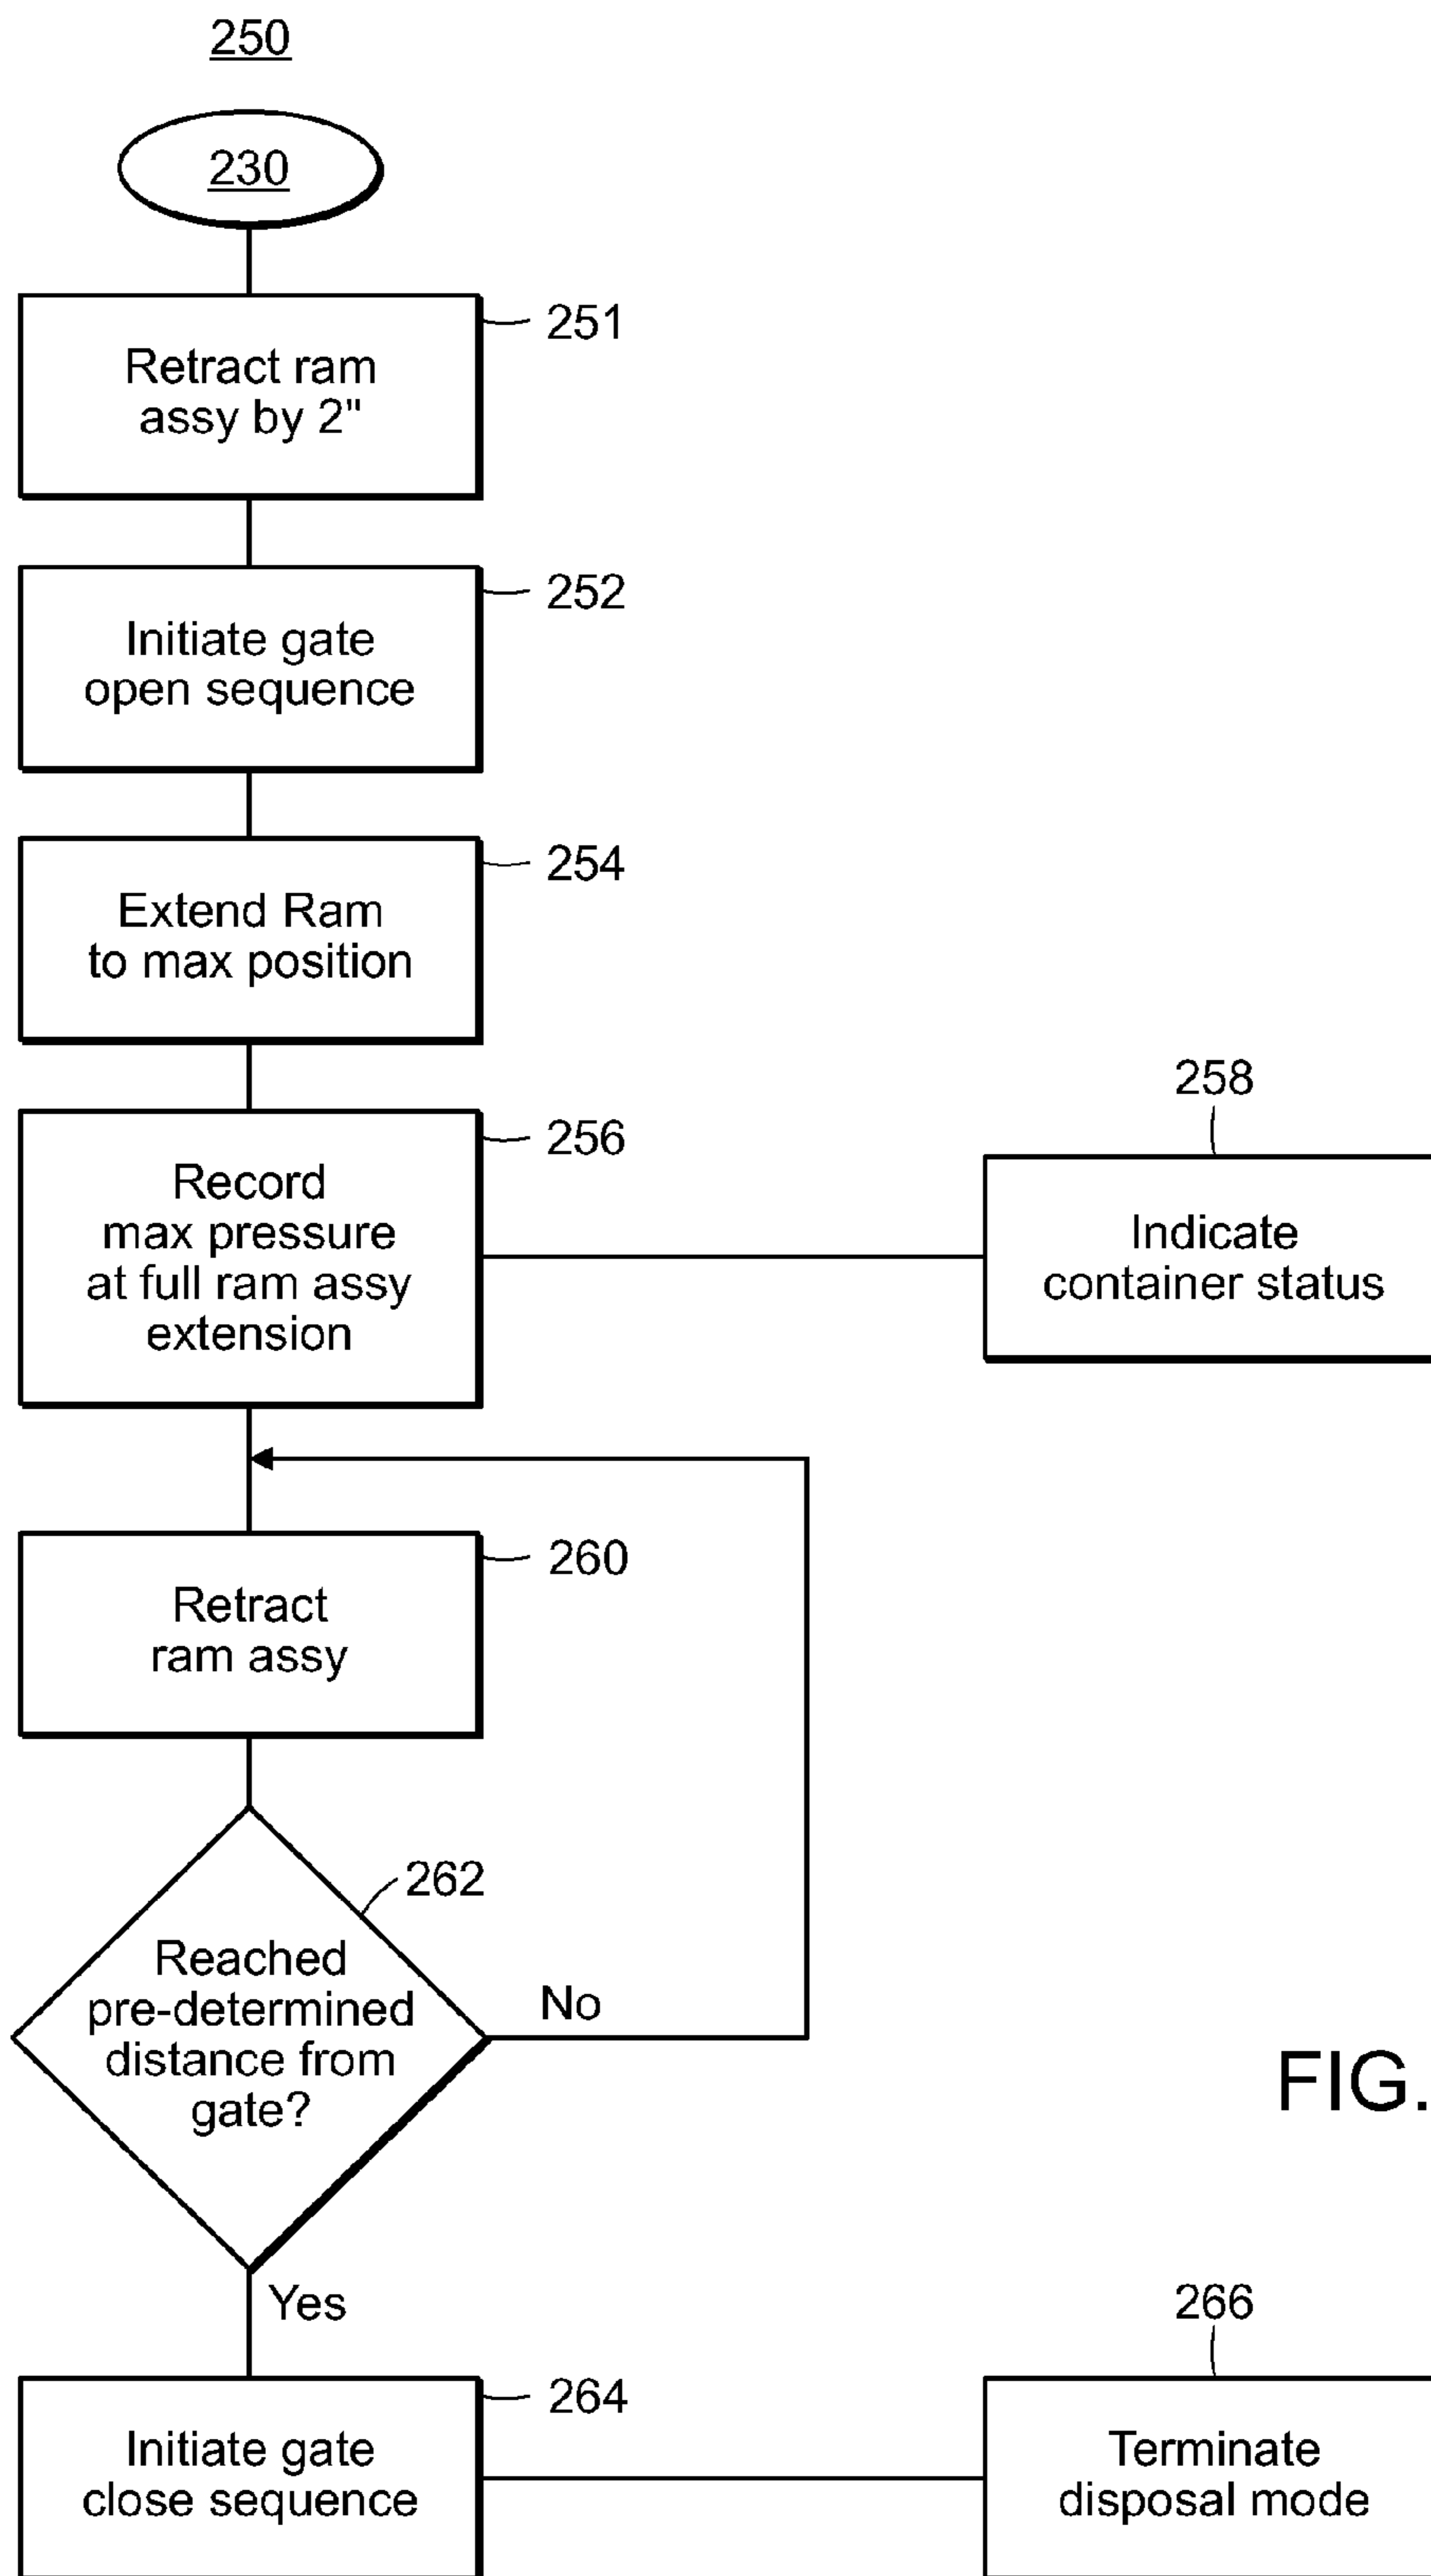 250
230
251
Retract ram
assy by 2"
252
Initiate gate
open sequence
254
Extend Ram
to max position
256
Record
max pressure
at full ram assy
extension
258
Indicate
container status
260
Retract
ram assy
262
Reached
pre-determined
distance from
gate?
No
Yes
FIG.
264
Initiate gate
close sequence
266
Terminate
disposal mode